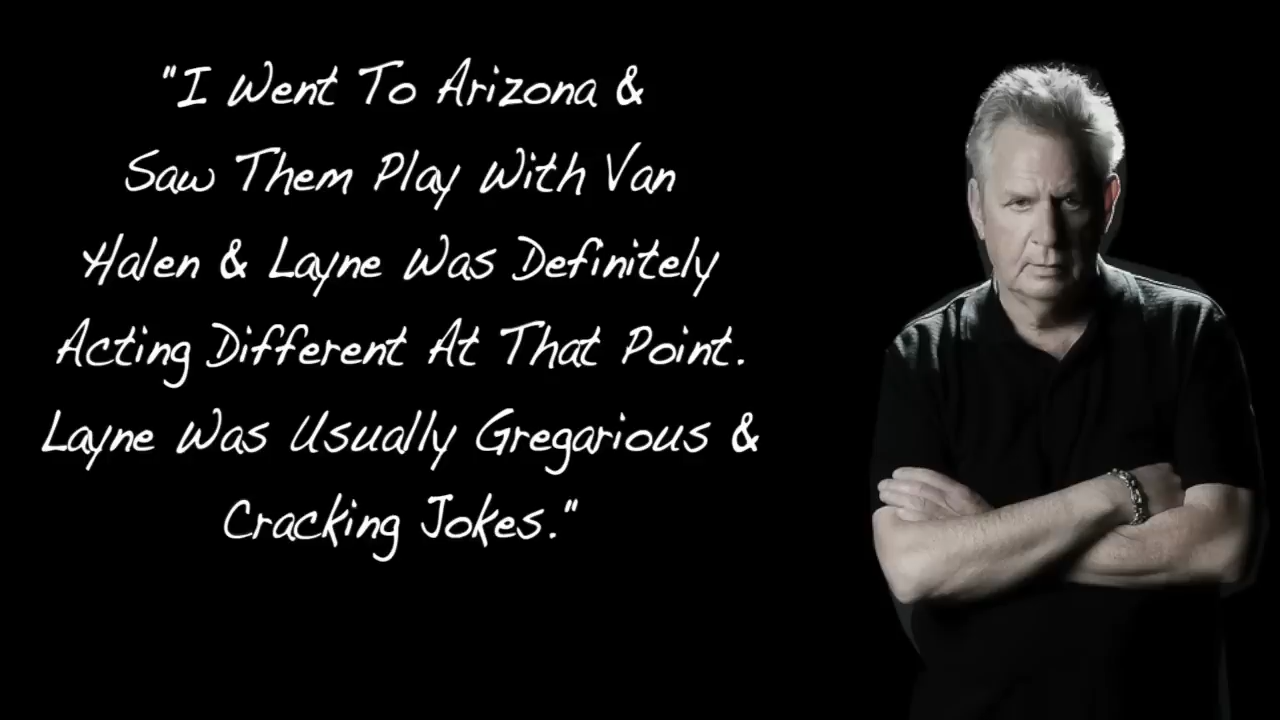 "I Went To Arizona &
Saw Them Play With Van
Halen & Layne Was Definitely
Acting Different At That Point.
Layne Was Usually Gregarious &
Cracking Jokes."